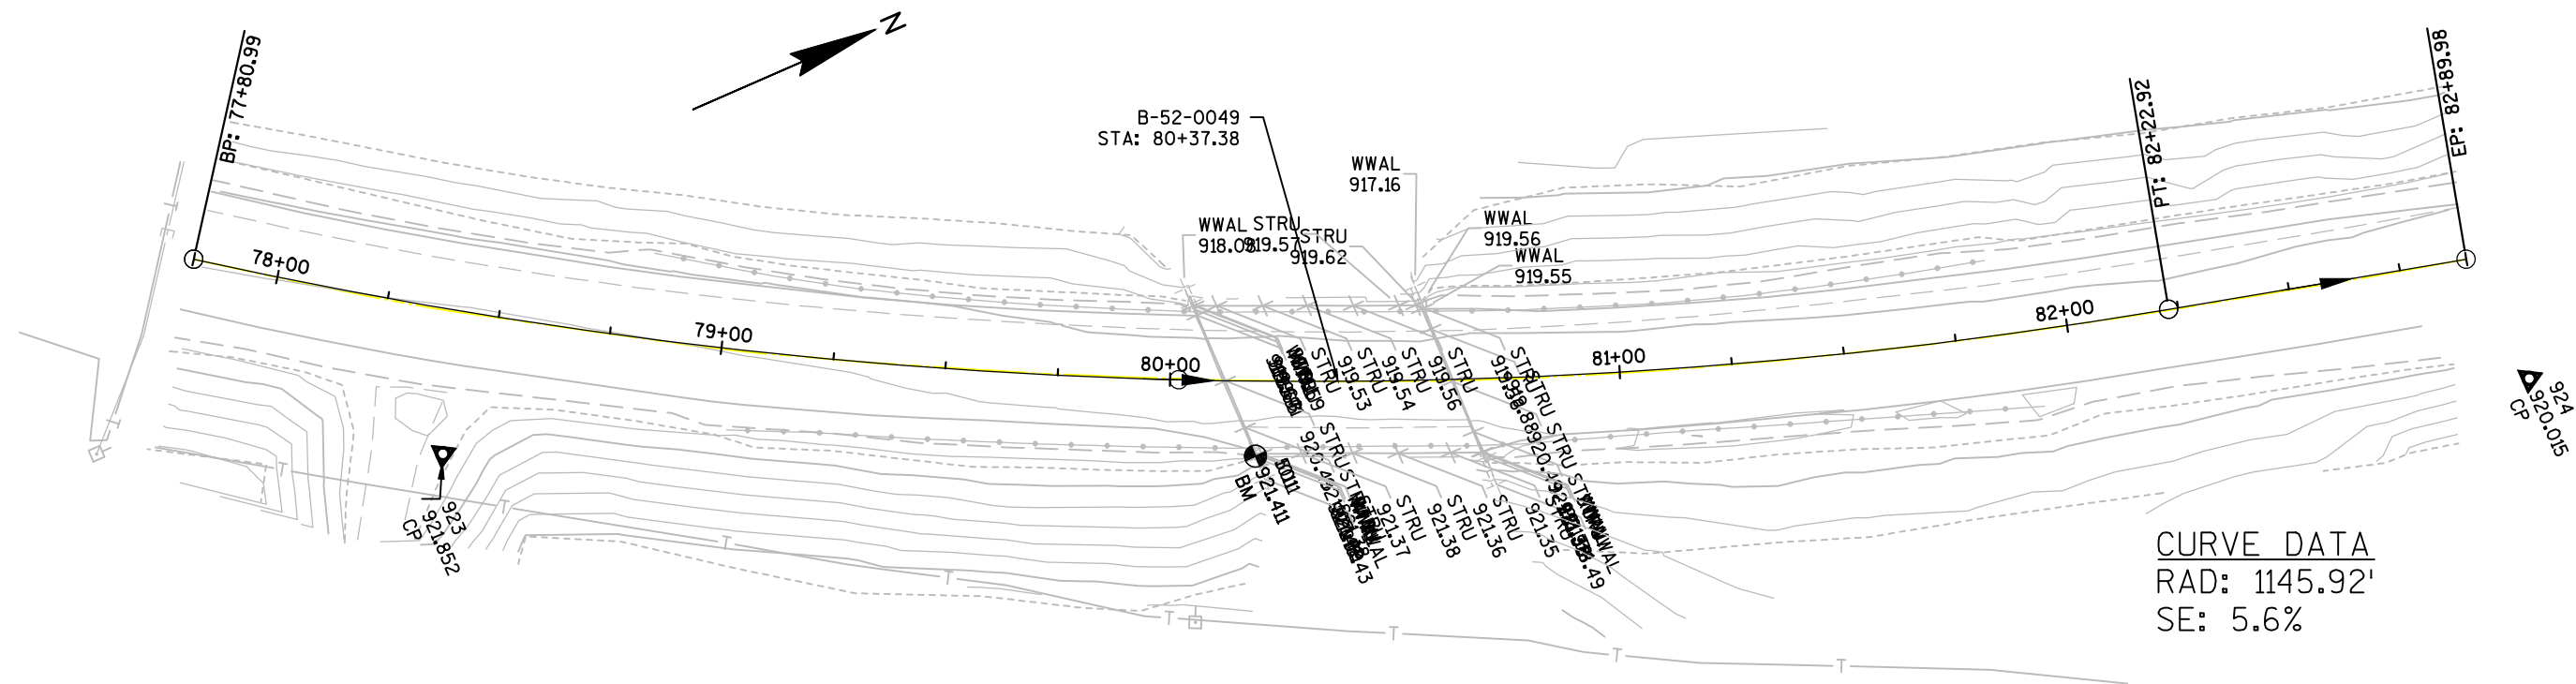 N
BP: 77+80.99
B-52-0049
STA: 80+37.38
PT: 82+22.92
EP: 82+89.98
WWAL
917.16
WWAL
918.08
STRU
919.57
STRU
919.62
WWAL
919.56
WWAL
919.55
78+00
79+00
80+00
81+00
82+00
STRU
919.53
STRU
919.54
STRU
919.56
STRU
STRU
STRU
STRU
921.37
STRU
921.38
STRU
921.36
STRU
921.35
BM
921.411
923
921.852
CP
924
920.015
CP
T
T
T
T
T
T
T
T
CURVE DATA
RAD: 1145.92'
SE: 5.6%